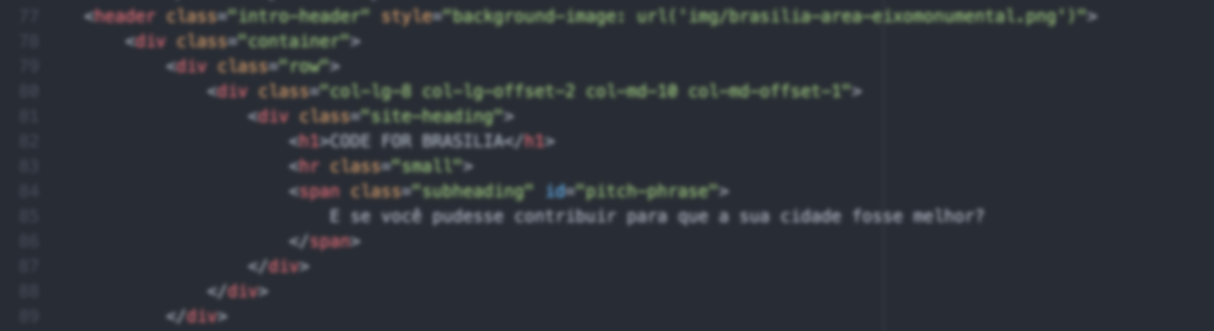 77 <header class="intro-header" style="background-image: url('img/brasilia-area-eixomonumental.png')">
78 <div class="container">
79 <div class="row">
80 <div class="col-lg-8 col-lg-offset-2 col-md-10 col-md-offset-1">
81 <div class="site-heading">
82 <h1>CODE FOR BRASILIA</h1>
83 <hr class="small">
84 <span class="subheading" id="pitch-phrase">
85 E se você pudesse contribuir para que a sua cidade fosse melhor?
86 </span>
87 </div>
88 </div>
89 </div>